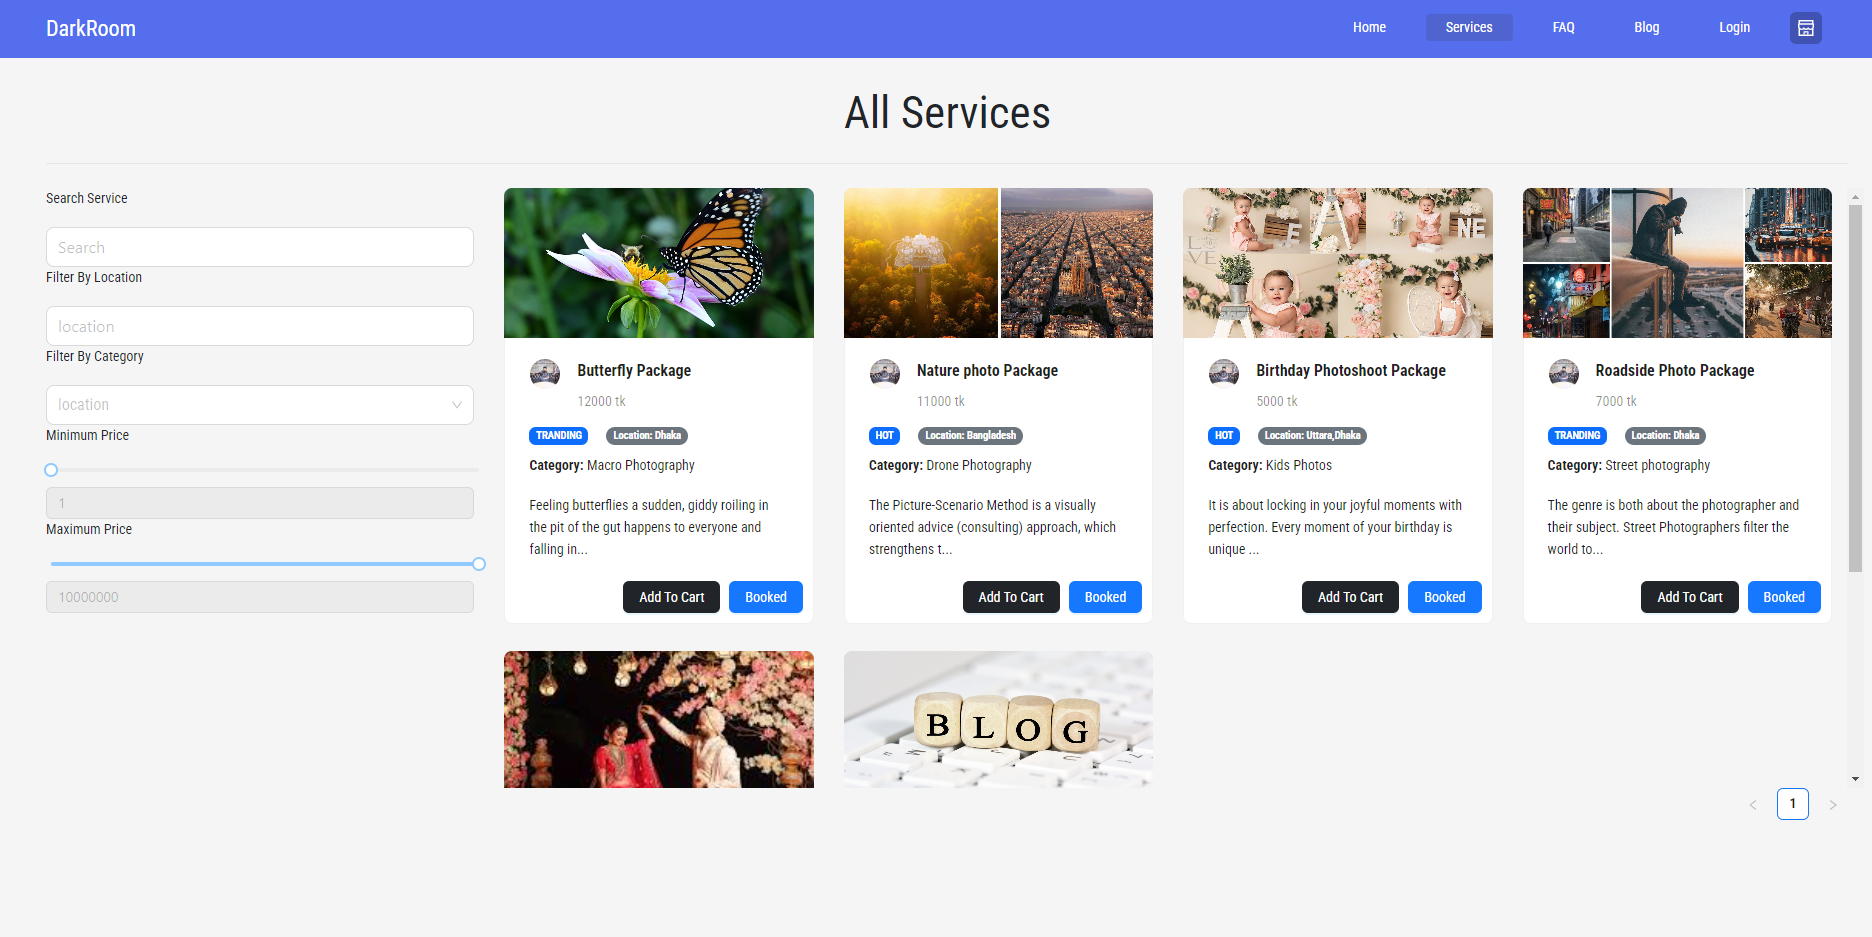 DarkRoom
Home
Services
FAQ
Blog
Login
All Services
Search Service
Search
Filter By Location
location
Filter By Category
location
Minimum Price
1
Maximum Price
10000000
Butterfly Package
12000 tk
TRANDING
Location: Dhaka
Category: Macro Photography
Feeling butterflies a sudden, giddy roiling in
the pit of the gut happens to everyone and
falling in...
Add To Cart
Booked
Nature photo Package
11000 tk
HOT
Location: Bangladesh
Category: Drone Photography
The Picture-Scenario Method is a visually
oriented advice (consulting) approach, which
strengthens t...
Add To Cart
Booked
LOVE
Birthday Photoshoot Package
5000 tk
HOT
Location: Uttara,Dhaka
Category: Kids Photos
It is about locking in your joyful moments with
perfection. Every moment of your birthday is
unique ...
Add To Cart
Booked
Roadside Photo Package
7000 tk
TRANDING
Location: Dhaka
Category: Street photography
The genre is both about the photographer and
their subject. Street Photographers filter the
world to...
Add To Cart
Booked
BLOG
1